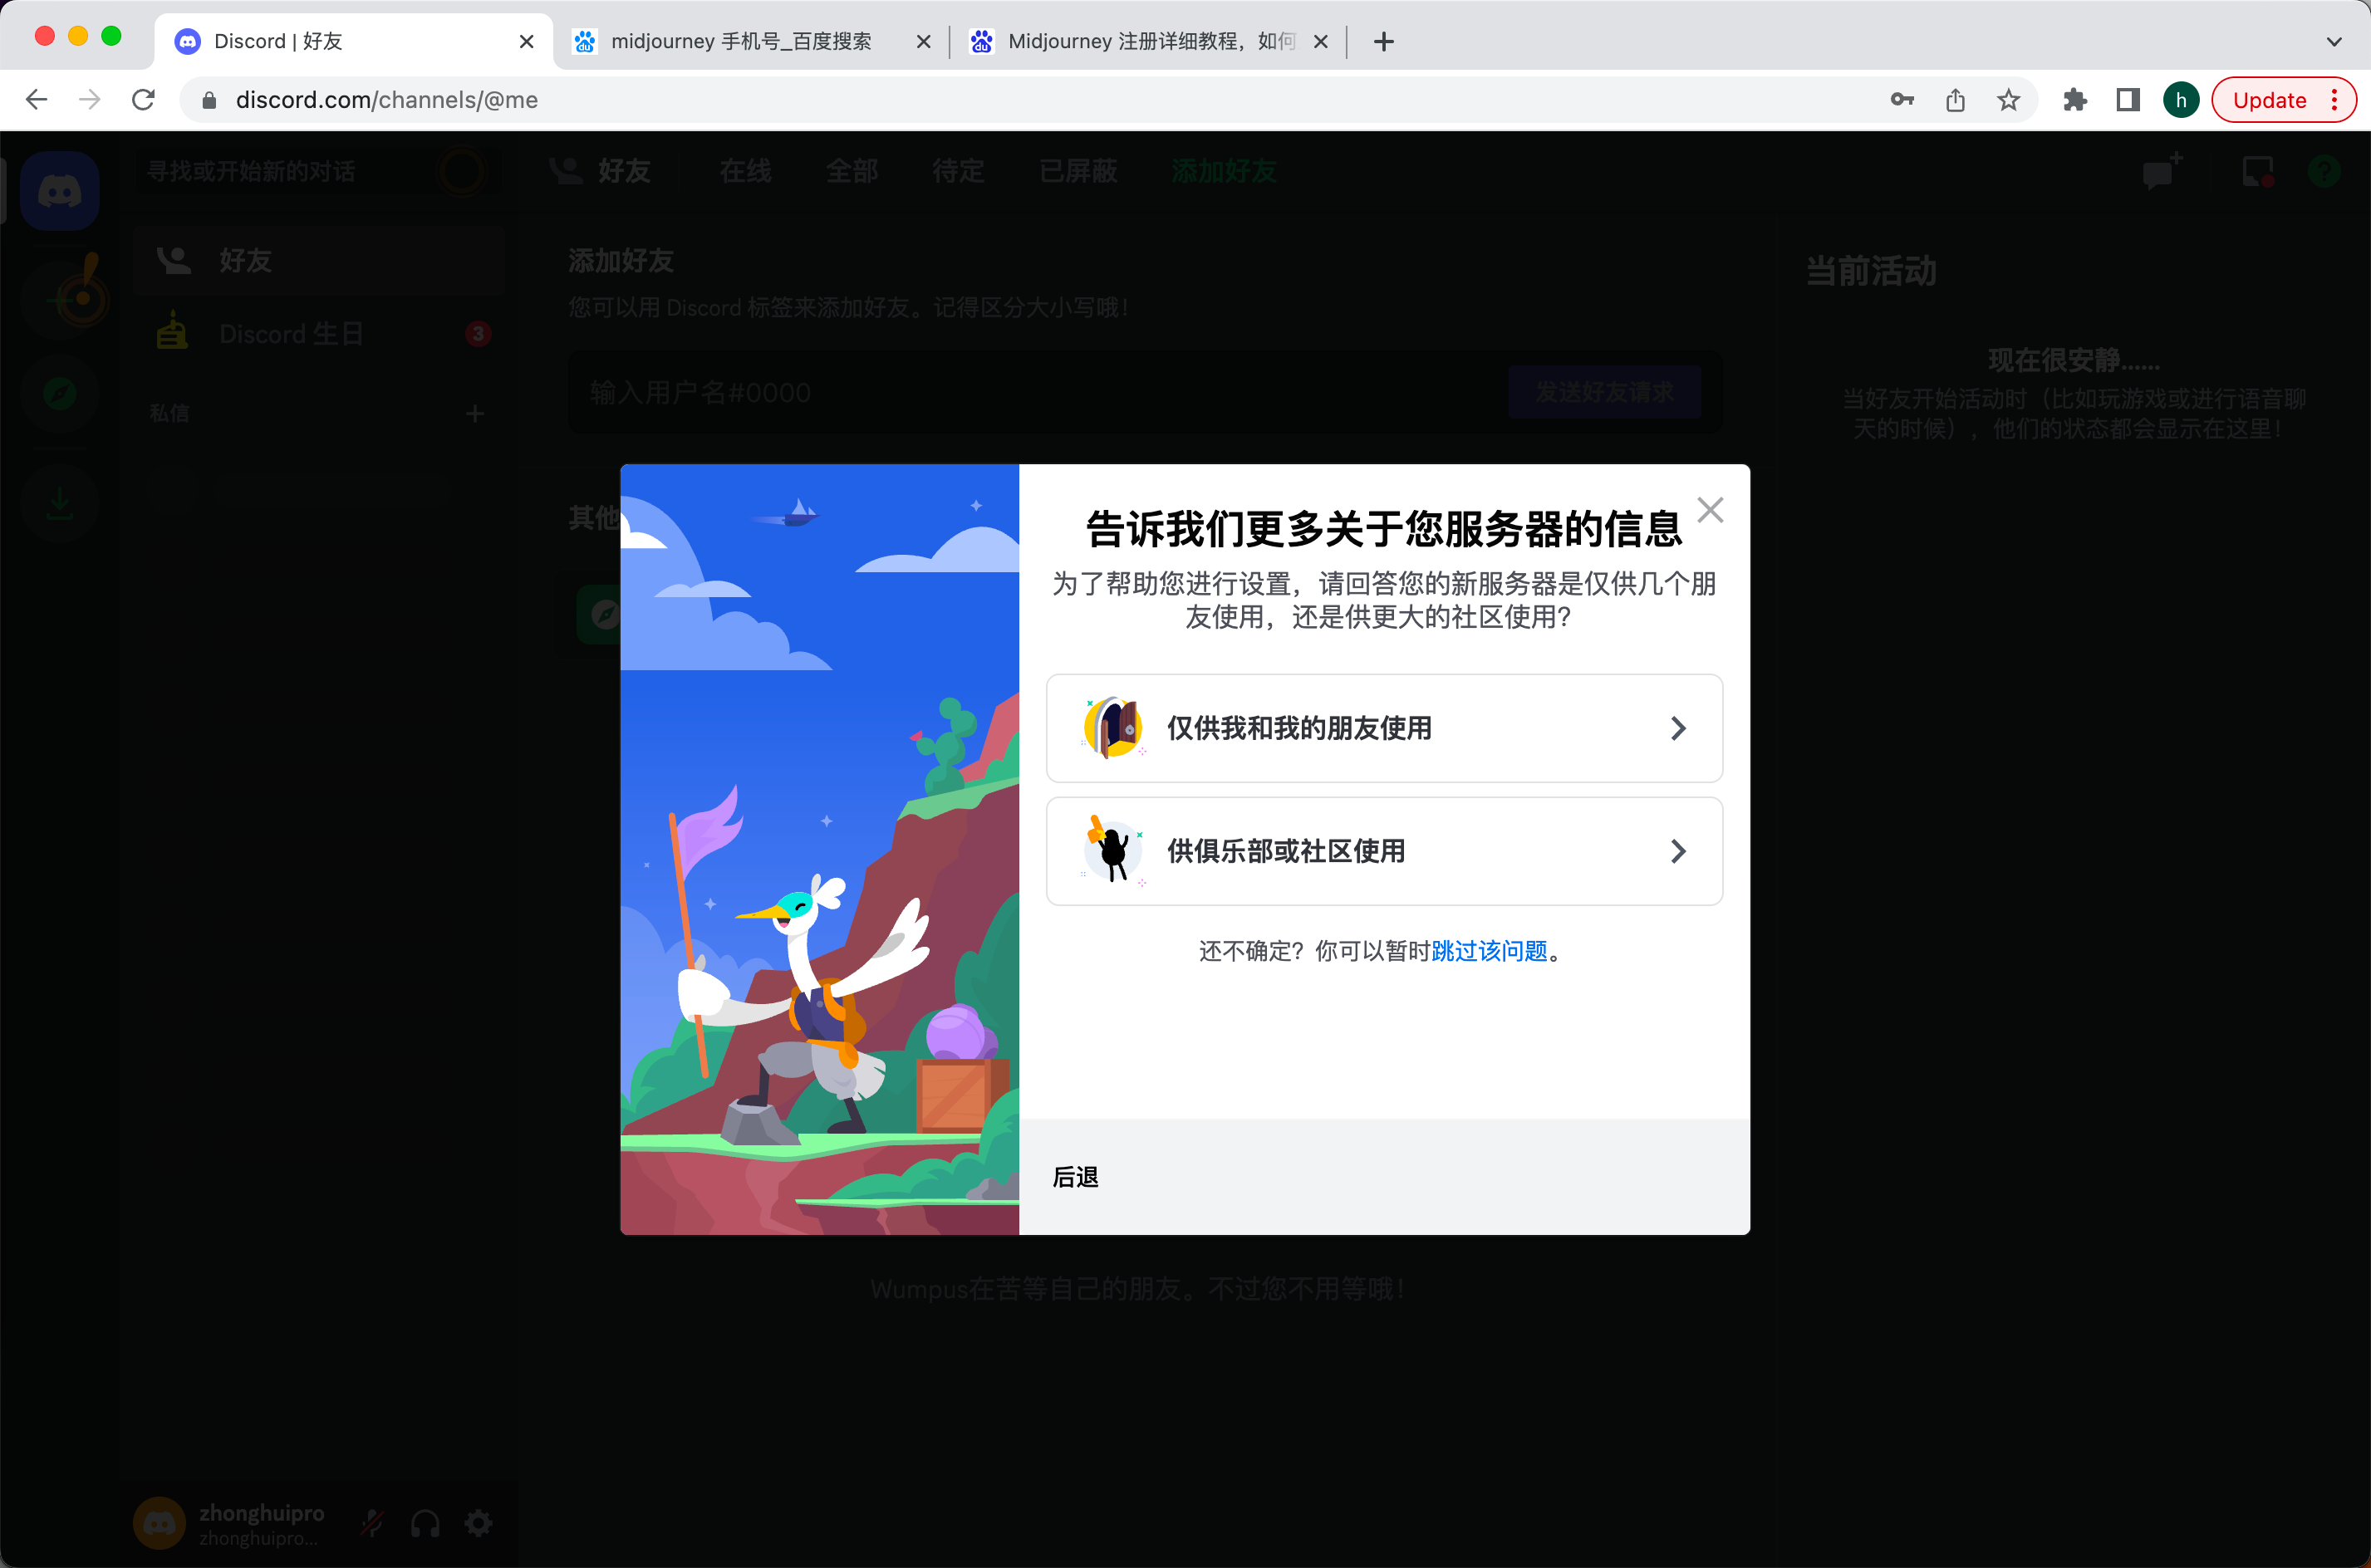 Discord | 好友
midjourney 手机号_百度搜索
Midjourney 注册详细教程，如何
discord.com/channels/@me
h
Update
寻找或开始新的对话
好友
在线
全部
待定
已屏蔽
添加好友
好友
Discord 生日
3
私信
添加好友
您可以用 Discord 标签来添加好友。记得区分大小写哦！
输入用户名#0000
发送好友请求
其他
当前活动
现在很安静……
当好友开始活动时（比如玩游戏或进行语音聊
天的时候），他们的状态都会显示在这里！
告诉我们更多关于您服务器的信息
为了帮助您进行设置，请回答您的新服务器是仅供几个朋
友使用，还是供更大的社区使用？
仅供我和我的朋友使用
供俱乐部或社区使用
还不确定？你可以暂时跳过该问题。
后退
Wumpus在苦等自己的朋友。不过您不用等哦！
zhonghuipro
zhonghuipro...